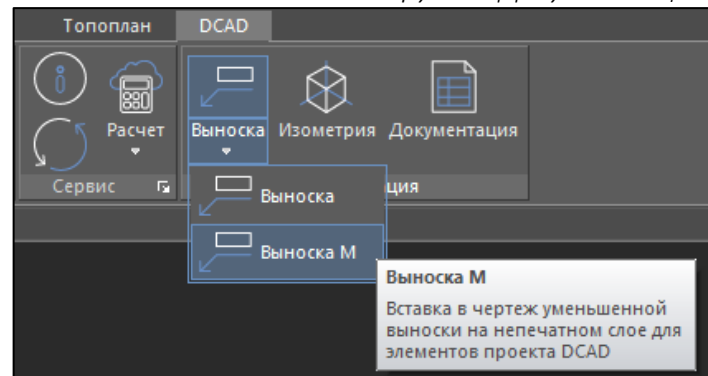 Топоплан DCAD
Расчет Выноска Изометрия Документация
Сервис ция
Выноска
Выноска М
Выноска М
Вставка в чертеж уменьшенной
выноски на непечатном слое для
элементов проекта DCAD